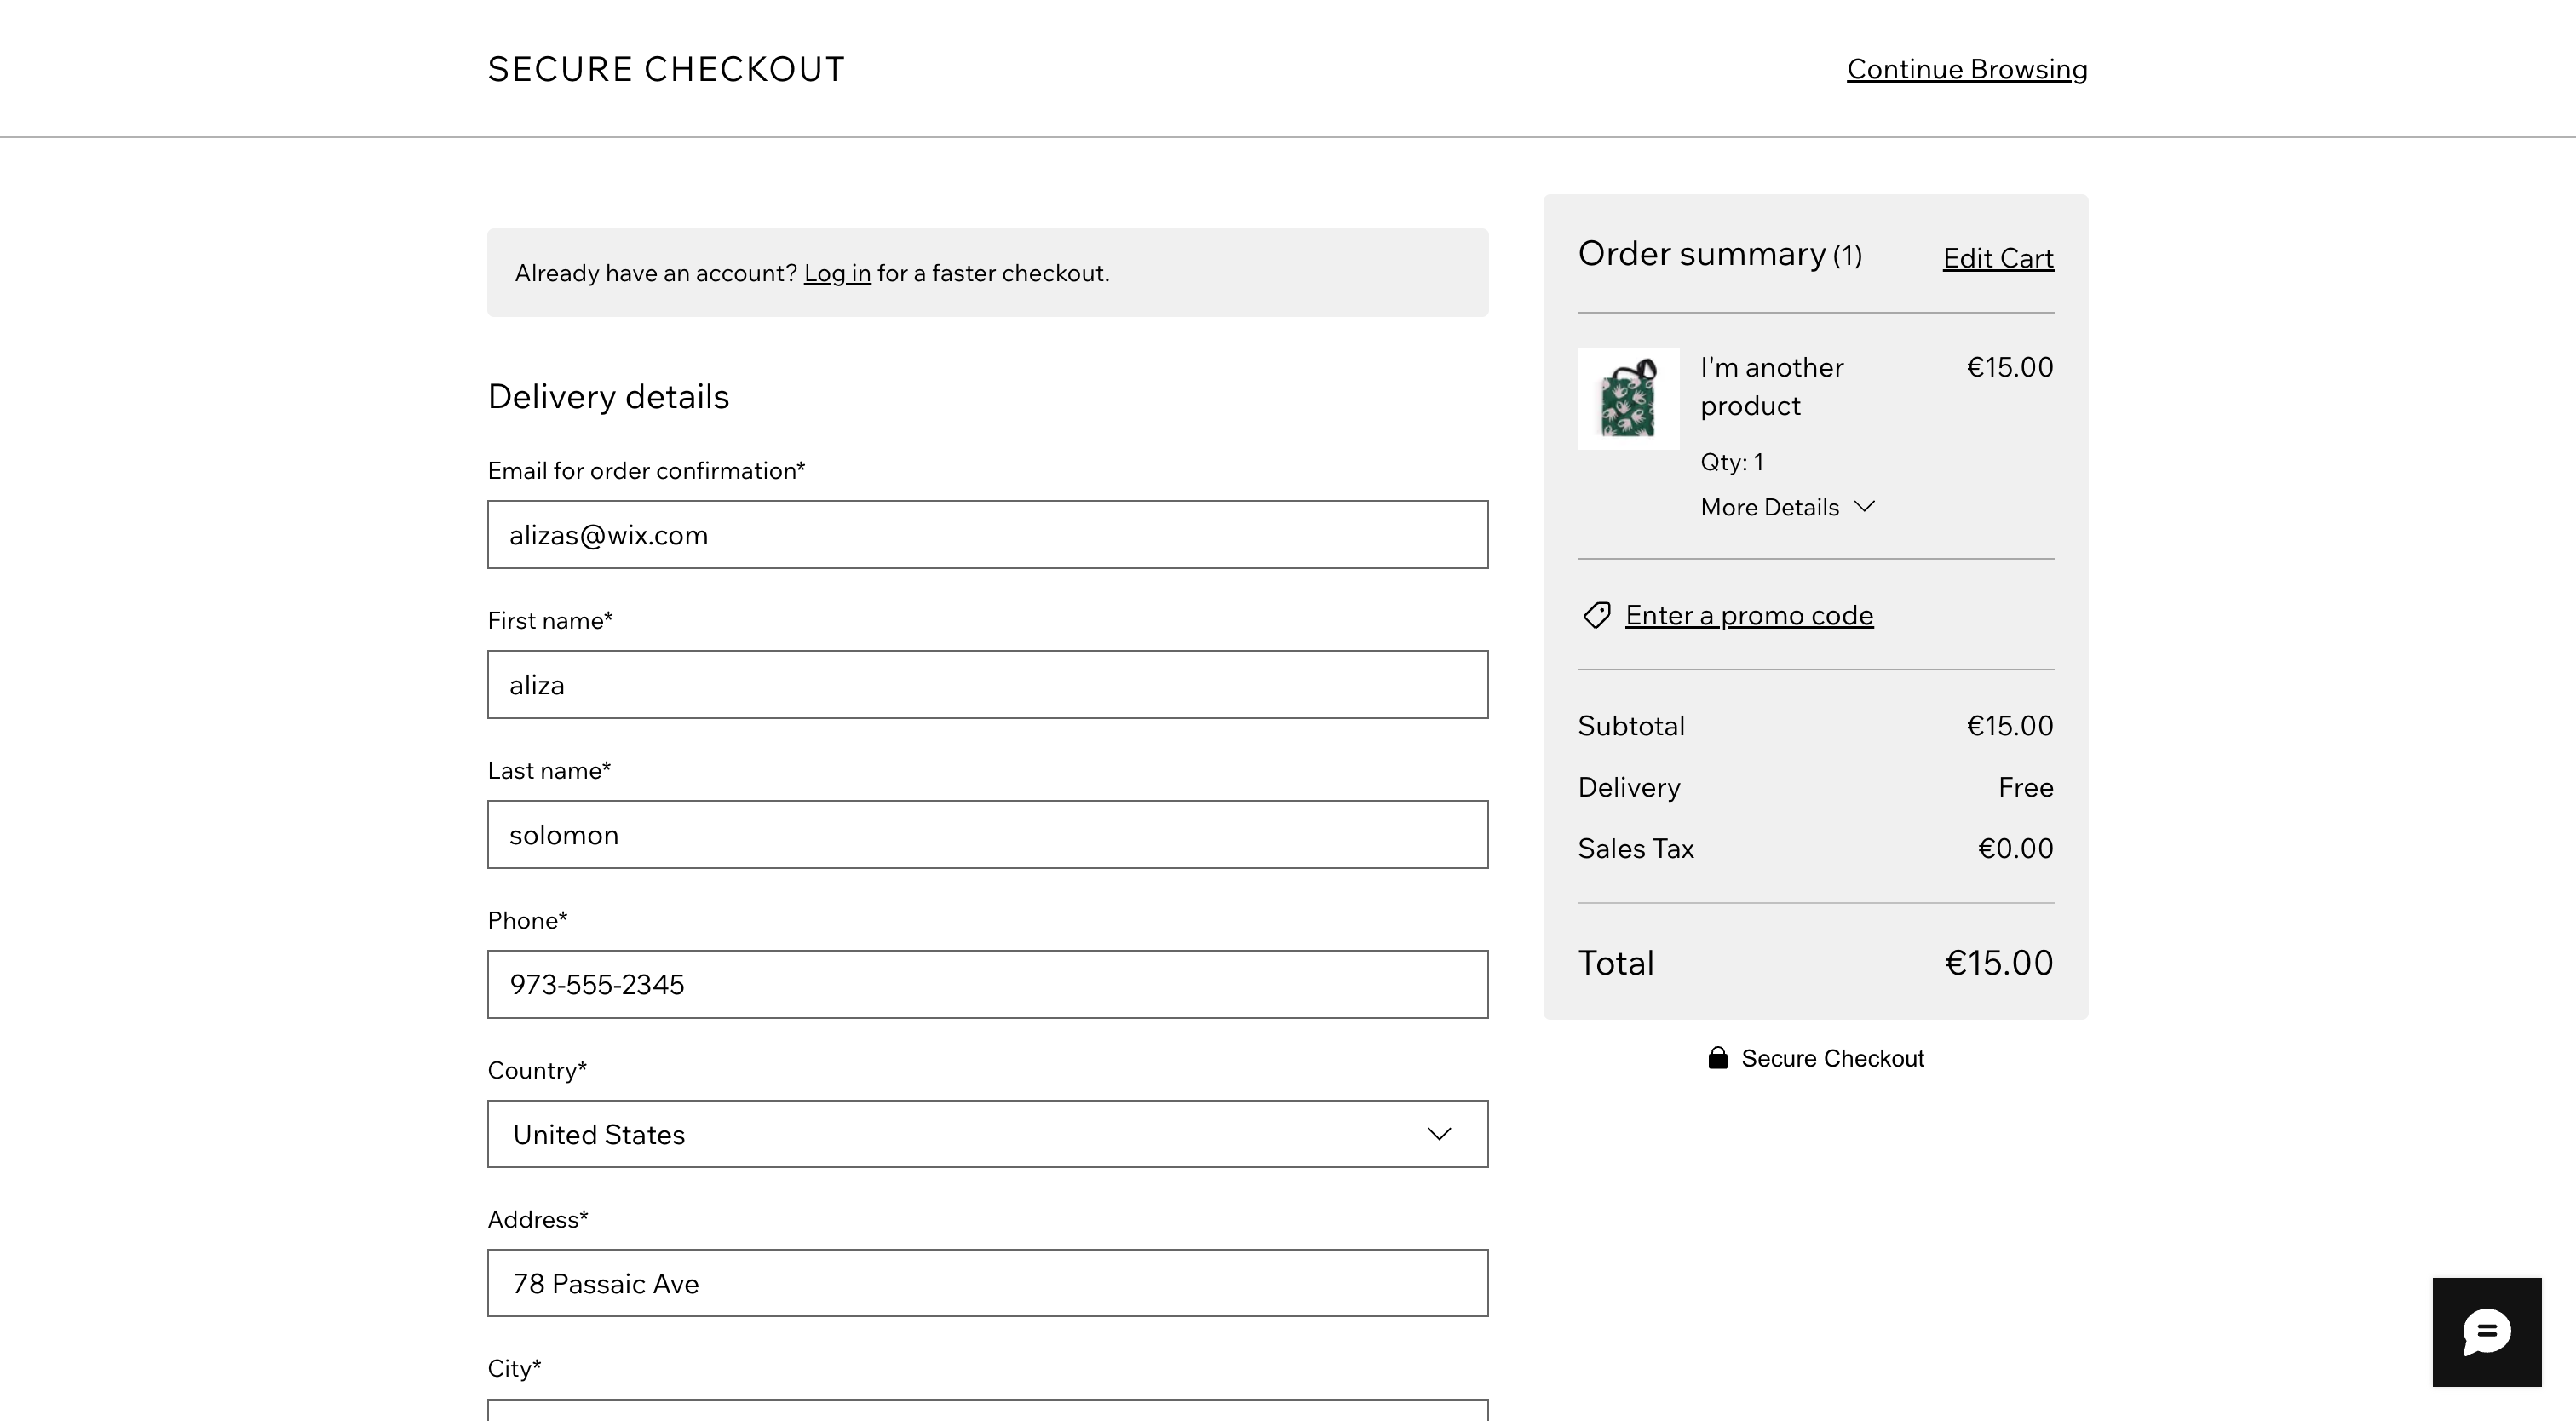 SECURE CHECKOUT
Continue Browsing
Already have an account? Log in for a faster checkout.
Delivery details
Email for order confirmation*
alizas@wix.com
First name*
aliza
Last name*
solomon
Phone*
973-555-2345
Country*
United States
Address*
78 Passaic Ave
City*
Order summary (1)
Edit Cart
I'm another
product
€15.00
Qty: 1
More Details
Enter a promo code
Subtotal €15.00
Delivery Free
Sales Tax €0.00
Total €15.00
Secure Checkout